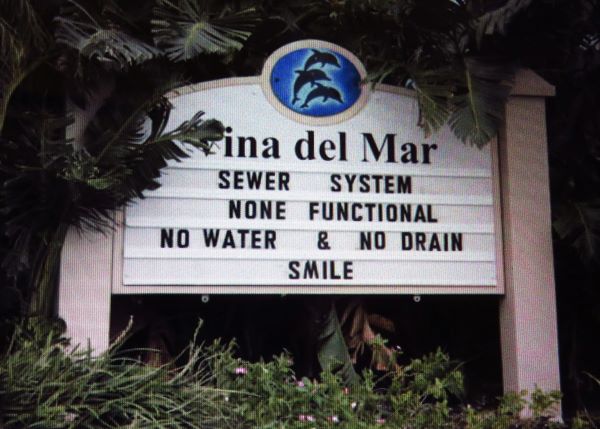 ina del Mar
SEWER SYSTEM
NONE FUNCTIONAL
NO WATER & NO DRAIN
SMILE